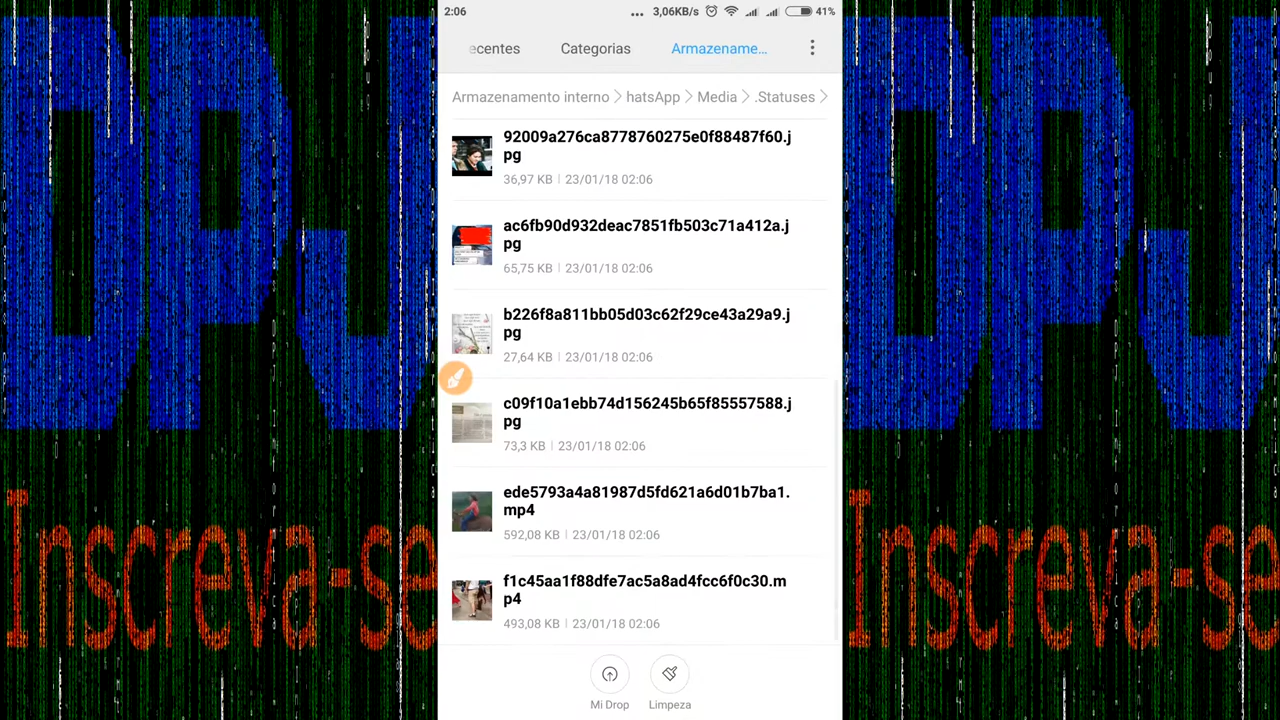 2:06 ... 3,06KB/s 41%
ecentes Categorias Armazename...
Armazenamento interno hatsApp Media .Statuses
92009a276ca8778760275e0f88487f60.j
pg
36,97 KB 23/01/18 02:06
ac6fb90d932deac7851fb503c71a412a.j
pg
65,75 KB 23/01/18 02:06
b226f8a811bb05d03c62f29ce43a29a9.j
pg
27,64 KB 23/01/18 02:06
c09f10a1ebb74d156245b65f85557588.j
pg
73,3 KB 23/01/18 02:06
ede5793a4a81987d5fd621a6d01b7ba1.
mp4
592,08 KB 23/01/18 02:06
f1c45aa1f88dfe7ac5a8ad4fcc6f0c30.m
p4
493,08 KB 23/01/18 02:06
Mi Drop Limpeza
DPJ
Inscreva-se
DPJ
Inscreva-se